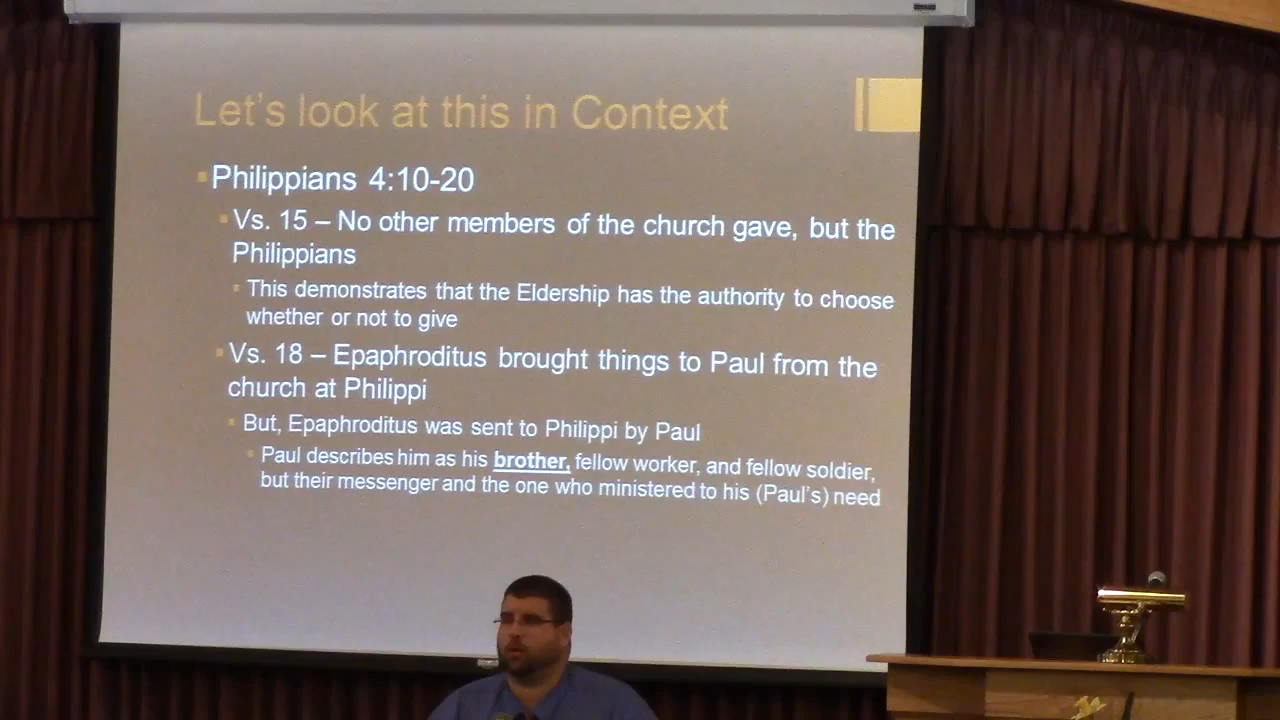 Let's look at this in Context
Philippians 4:10-20
Vs. 15 – No other members of the church gave, but the
Philippians
This demonstrates that the Eldership has the authority to choose
whether or not to give
Vs. 18 – Epaphroditus brought things to Paul from the
church at Philippi
But, Epaphroditus was sent to Philippi by Paul
Paul describes him as his brother, fellow worker, and fellow soldier,
but their messenger and the one who ministered to his (Paul's) need